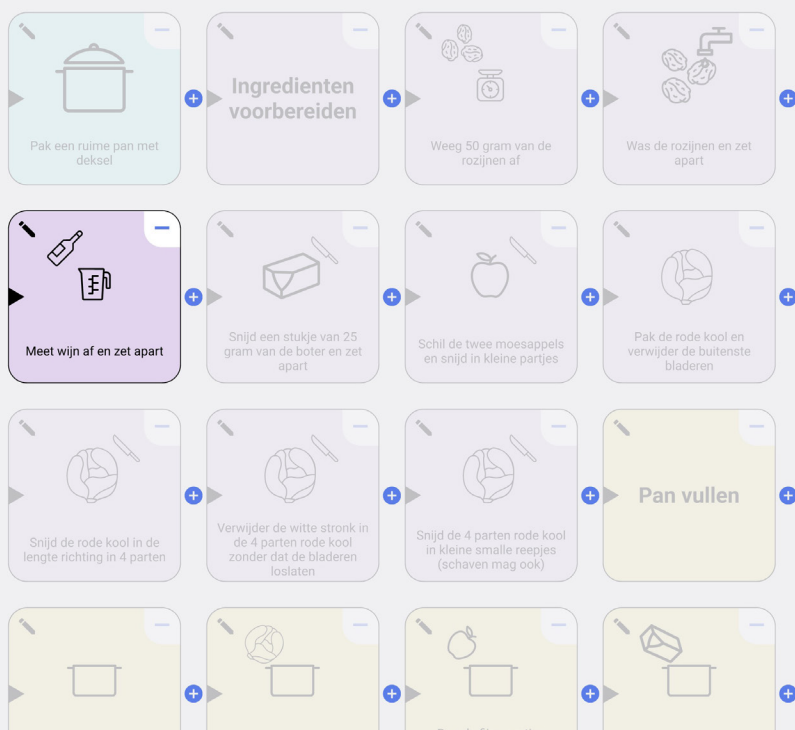 Pak een ruime pan met
deksel
Ingredienten
voorbereiden
Weeg 50 gram van de
rozijnen af
Was de rozijnen en zet
apart
Meet wijn af en zet apart
Snijd een stukje van 25
gram van de boter en zet
apart
Schil de twee moesappels
en snijd in kleine partjes
Pak de rode kool en
verwijder de buitenste
bladeren
Snijd de rode kool in de
lengte richting in 4 parten
Verwijder de witte stronk in
de 4 parten rode kool
zonder dat de bladeren
loslaten
Snijd de 4 parten rode kool
in kleine smalle reepjes
(schaven mag ook)
Pan vullen